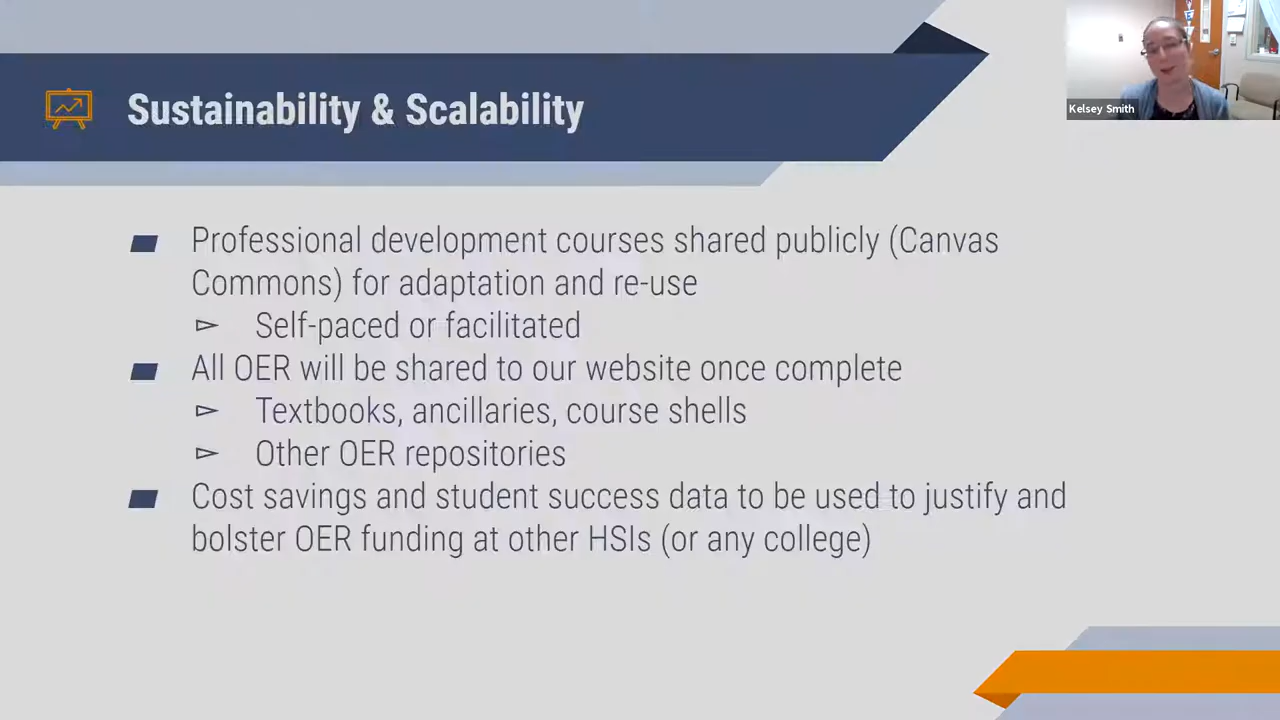 Sustainability & Scalability
Kelsey Smith
Professional development courses shared publicly (Canvas
Commons) for adaptation and re-use
Self-paced or facilitated
All OER will be shared to our website once complete
Textbooks, ancillaries, course shells
Other OER repositories
Cost savings and student success data to be used to justify and
bolster OER funding at other HSIs (or any college)